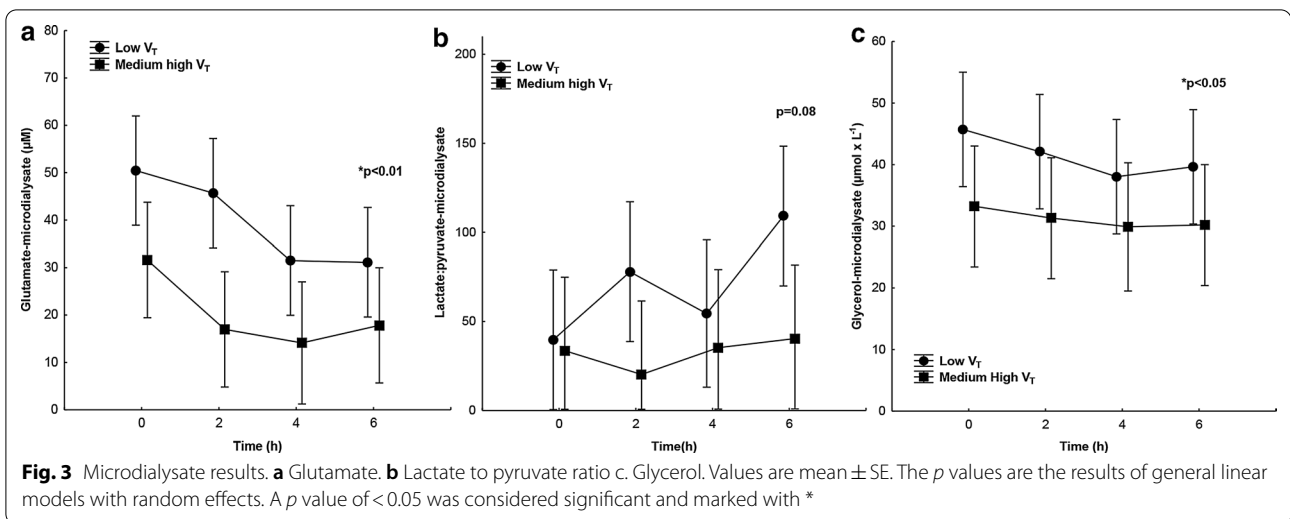 a
80
70
60
50
40
30
20
10
0
Glutamate-microdialysate (µM)
Low VT
Medium high VT
*p<0.01
0 2 4 6
Time (h)
b
200
150
100
50
0
Lactate:pyruvate-microdialysate
Low VT
Medium high VT
p=0.08
0 2 4 6
Time(h)
c
60
50
40
30
20
10
0
Glycerol-microdialysate (µmol x L⁻¹)
*p<0.05
Low VT
Medium High VT
0 2 4 6
Time (h)
Fig. 3 Microdialysate results. a Glutamate. b Lactate to pyruvate ratio c. Glycerol. Values are mean ± SE. The p values are the results of general linear
models with random effects. A p value of < 0.05 was considered significant and marked with *